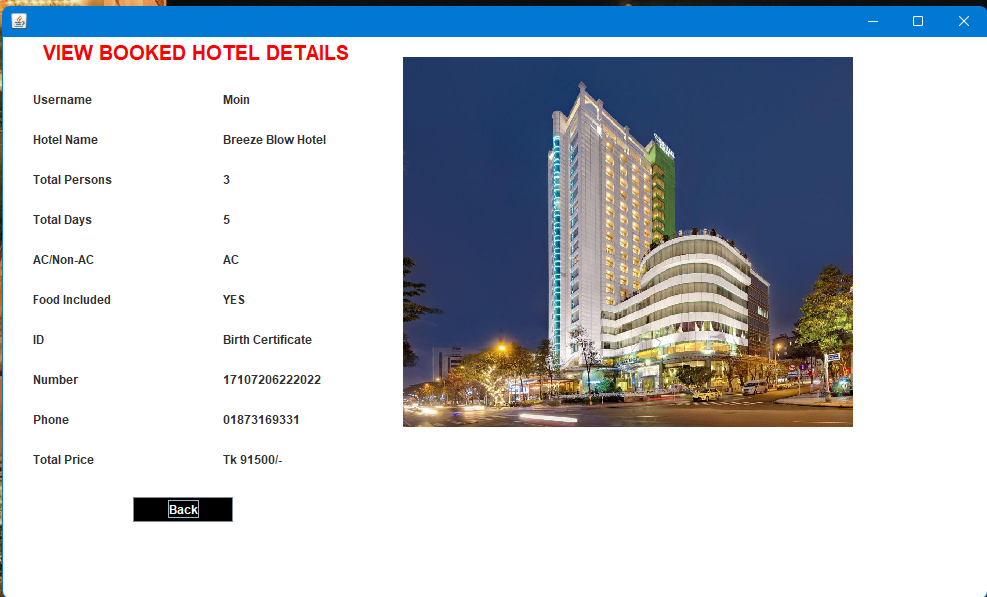 VIEW BOOKED HOTEL DETAILS
Username Moin
Hotel Name Breeze Blow Hotel
Total Persons 3
Total Days 5
AC/Non-AC AC
Food Included YES
ID Birth Certificate
Number 17107206222022
Phone 01873169331
Total Price Tk 91500/-
Back